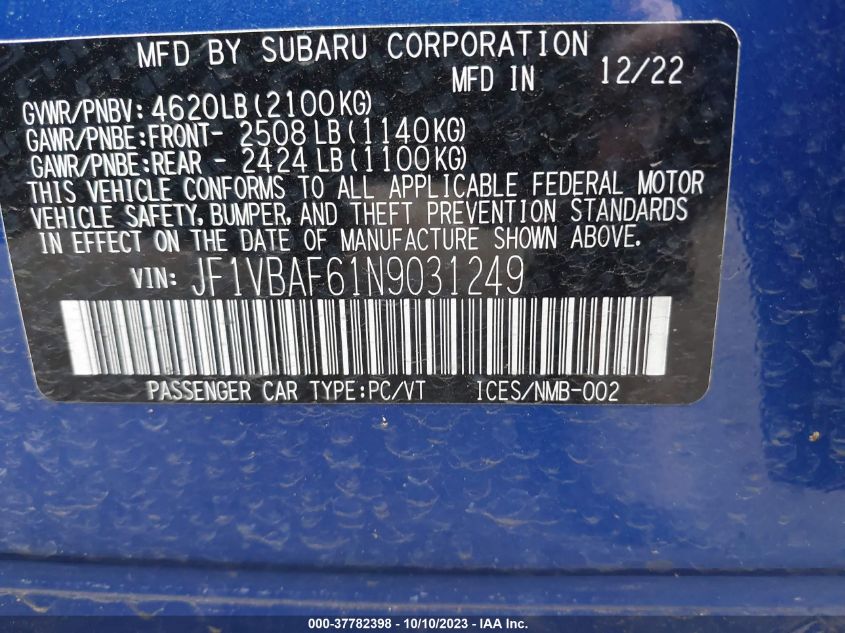 MFD BY SUBARU CORPORATION
MFD IN 12/22
GVWR/PNBV: 4620LB(2100KG)
GAWR/PNBE:FRONT- 2508 LB(1140KG)
GAWR/PNBE:REAR - 2424 LB(1100KG)
THIS VEHICLE CONFORMS TO ALL APPLICABLE FEDERAL MOTOR
VEHICLE SAFETY, BUMPER, AND THEFT PREVENTION STANDARDS
IN EFFECT ON THE DATE OF MANUFACTURE SHOWN ABOVE.
VIN: JF1VBAF61N9031249
PASSENGER CAR TYPE:PC/VT ICES/NMB-002
000-37782398 - 10/10/2023 - IAA Inc.